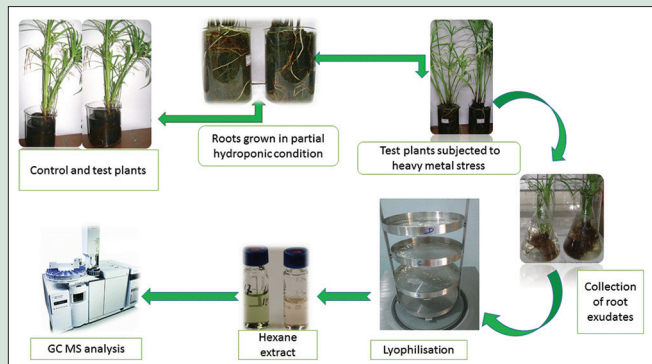 Control and test plants
Roots grown in partial
hydroponic condition
Test plants subjected to
heavy metal stress
Collection
of root
exudates
Lyophilisation
Hexane
extract
GC MS analysis